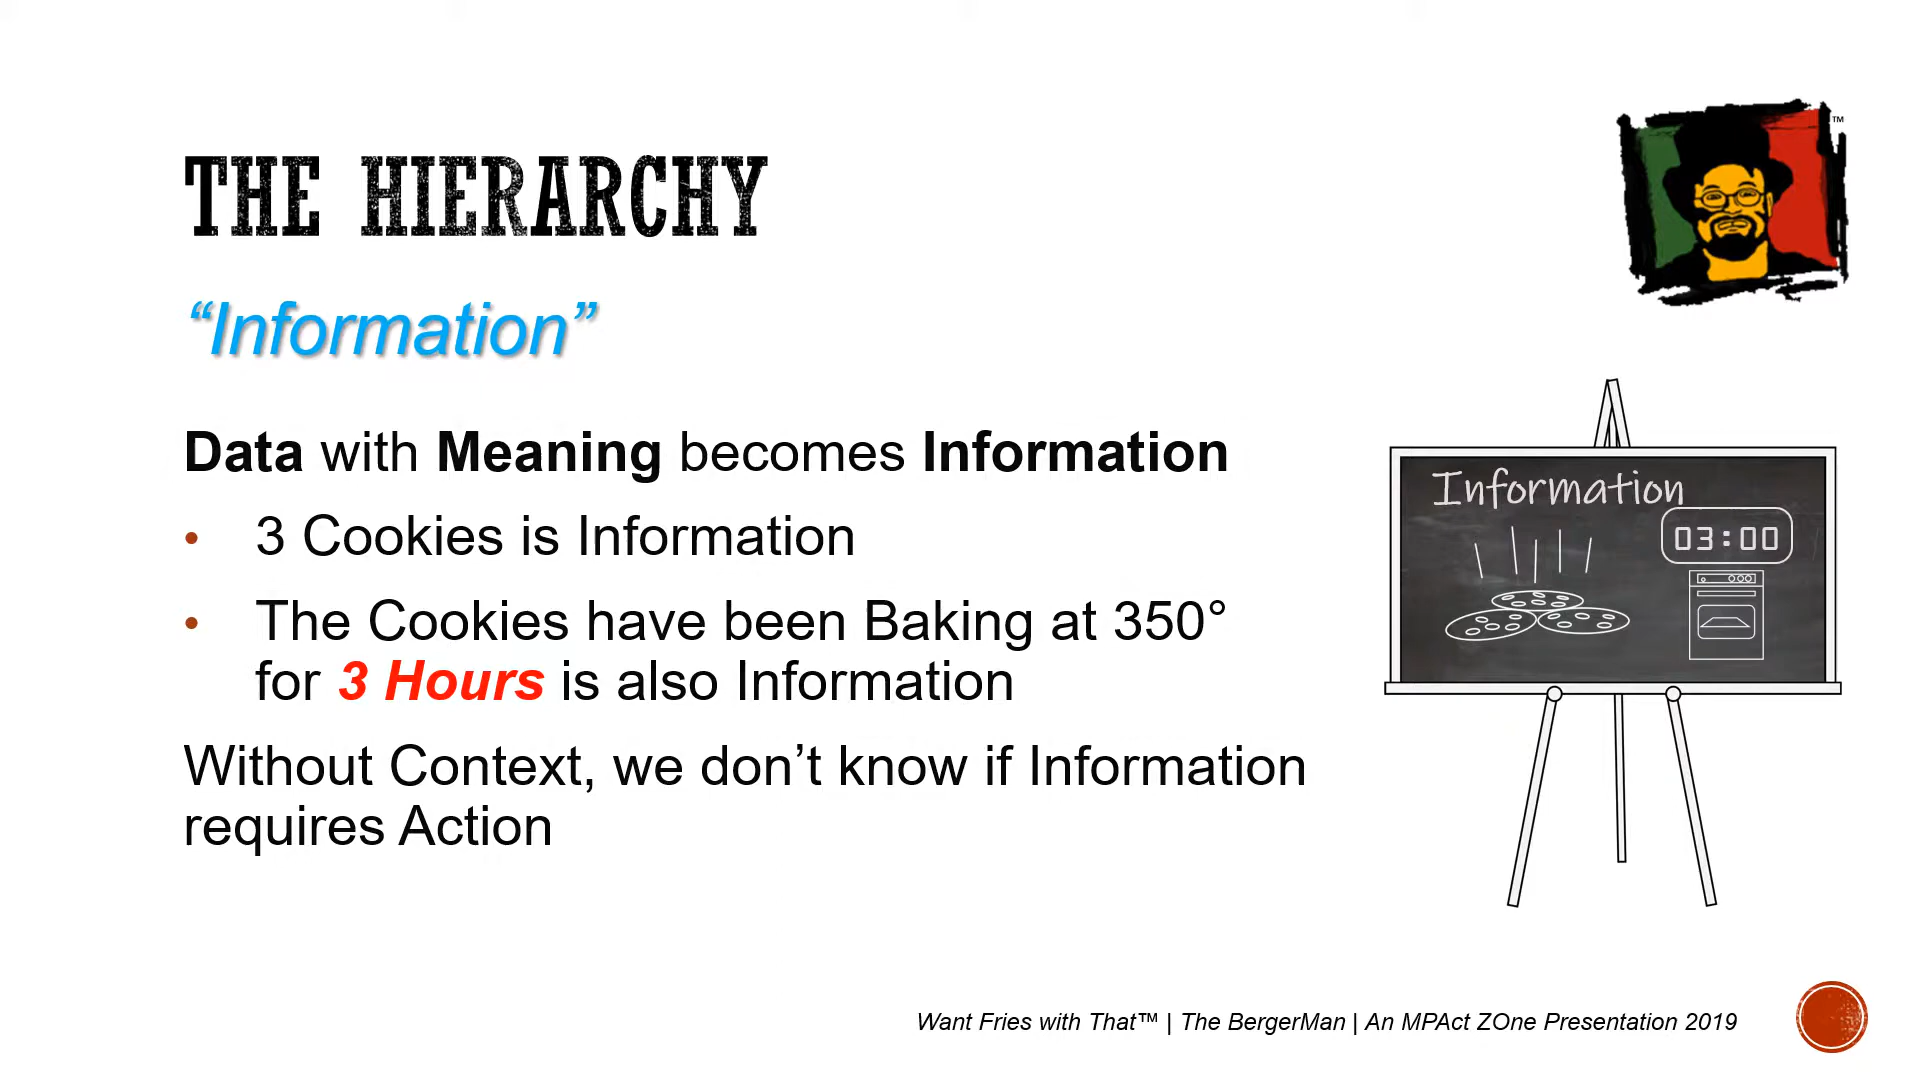 THE HIERARCHY
™
“Information”
Data with Meaning becomes Information
• 3 Cookies is Information
• The Cookies have been Baking at 350°
for 3 Hours is also Information
Without Context, we don’t know if Information
requires Action
Information
03:00
Want Fries with That™ | The BergerMan | An MPAct ZOne Presentation 2019